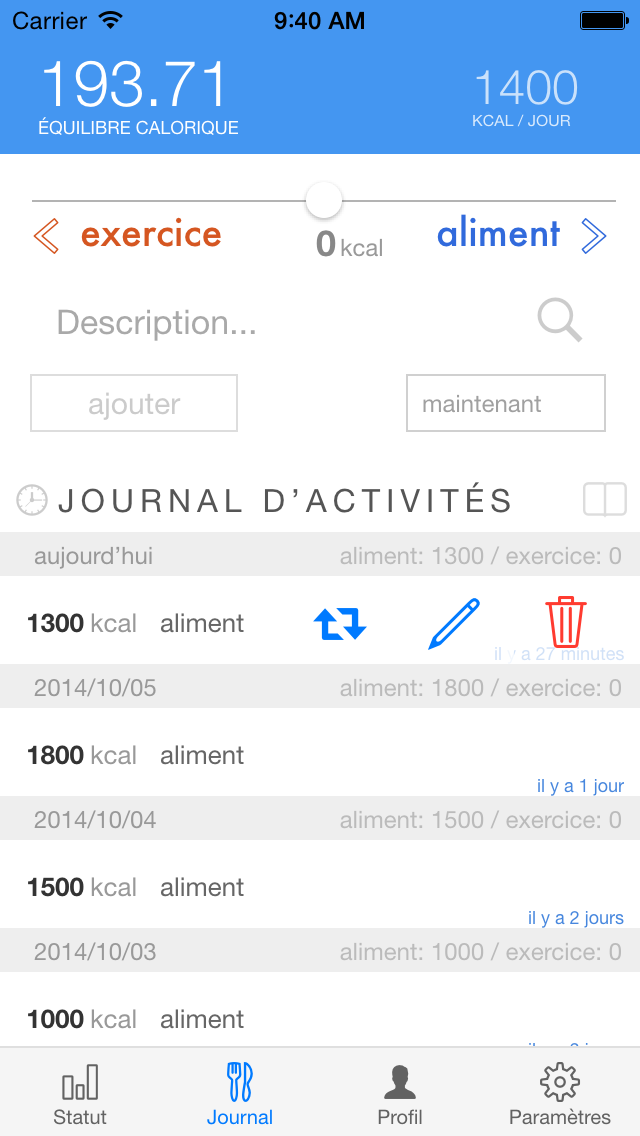 Carrier 9:40 AM
193.71 1400
ÉQUILIBRE CALORIQUE KCAL / JOUR
exercice aliment
0 kcal
Description...
ajouter maintenant
JOURNAL D’ACTIVITÉS
aujourd’hui aliment: 1300 / exercice: 0
1300 kcal aliment
il y a 27 minutes
2014/10/05 aliment: 1800 / exercice: 0
1800 kcal aliment
il y a 1 jour
2014/10/04 aliment: 1500 / exercice: 0
1500 kcal aliment
il y a 2 jours
2014/10/03 aliment: 1000 / exercice: 0
1000 kcal aliment
Statut Journal Profil Paramètres